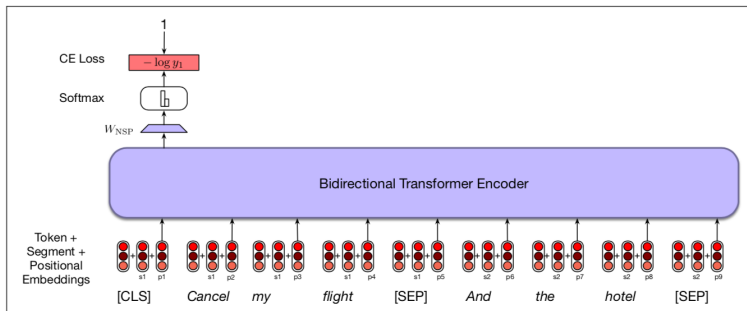 1
CE Loss
− log y₁
Softmax
W_NSP
Bidirectional Transformer Encoder
Token +
Segment +
Positional
Embeddings
+ + + + + + + + + + + + + + + + + +
s1 p1 s1 p2 s1 p3 s1 p4 s1 p5 s2 p6 s2 p7 s2 p8 s2 p9
[CLS] Cancel my flight [SEP] And the hotel [SEP]